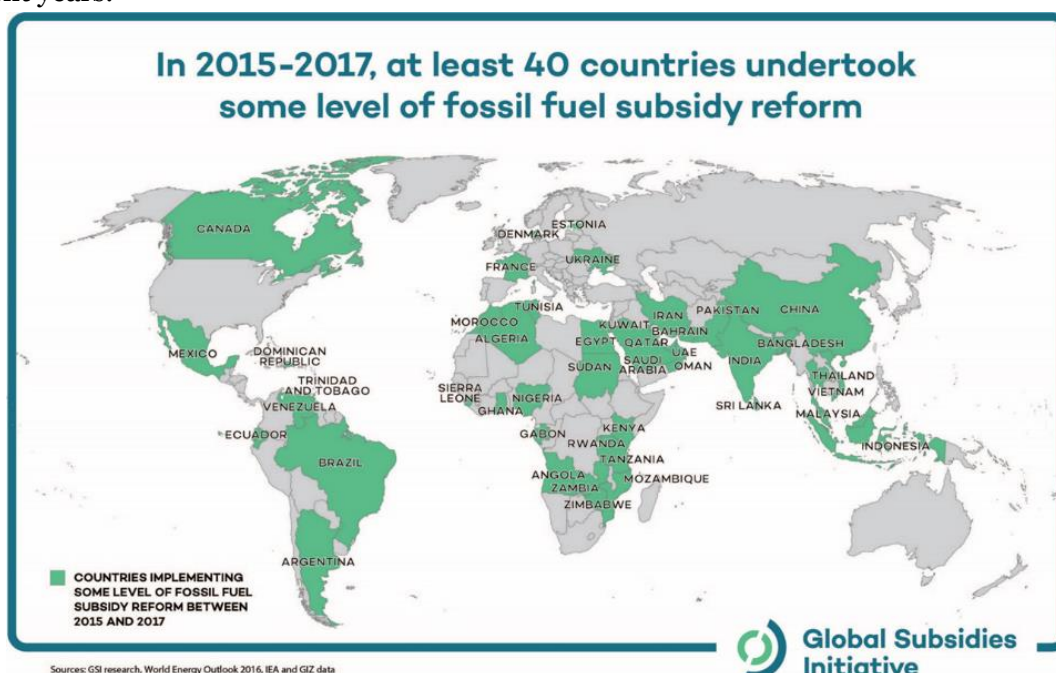 years.
In 2015-2017, at least 40 countries undertook
some level of fossil fuel subsidy reform
CANADA
ESTONIA
DENMARK
UKRAINE
FRANCE
TUNISIA
MOROCCO
ALGERIA
KUWAIT
IRAN
PAKISTAN
CHINA
BAHRAIN
EGYPT
QATAR
BANGLADESH
MEXICO
DOMINICAN
REPUBLIC
SUDAN
SAUDI
ARABIA
UAE
OMAN
INDIA
THAILAND
VIETNAM
TRINIDAD
AND TOBAGO
SIERRA
LEONE
NIGERIA
GHANA
SRI LANKA
MALAYSIA
VENEZUELA
ECUADOR
GABON
KENYA
RWANDA
INDONESIA
BRAZIL
TANZANIA
ANGOLA
ZAMBIA
MOZAMBIQUE
ZIMBABWE
ARGENTINA
COUNTRIES IMPLEMENTING
SOME LEVEL OF FOSSIL FUEL
SUBSIDY REFORM BETWEEN
2015 AND 2017
Global Subsidies
Initiative
Sources: GSI research, World Energy Outlook 2016, IEA and GIZ data